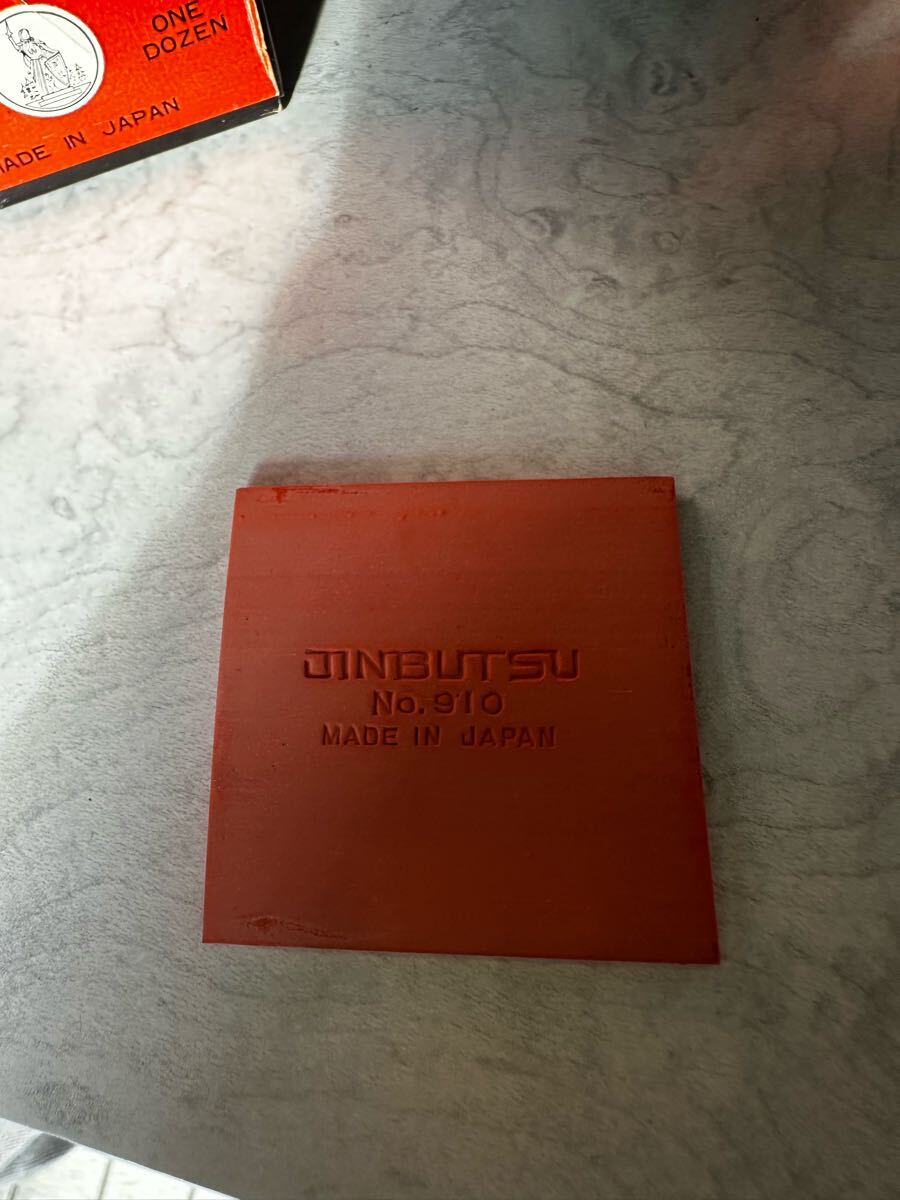 ONE
DOZEN
MADE IN JAPAN
JINBUTSU
No.910
MADE IN JAPAN